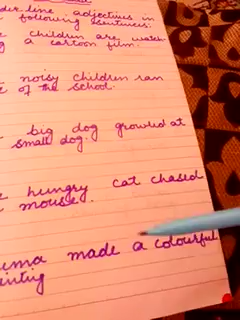 der line adjectives in
following sentences.
children are watch
g a cartoon film.
noisy children ran
of the school.
big dog growled at
small dog.
hungry cat chased
mouse.
ma made a colourful
inting